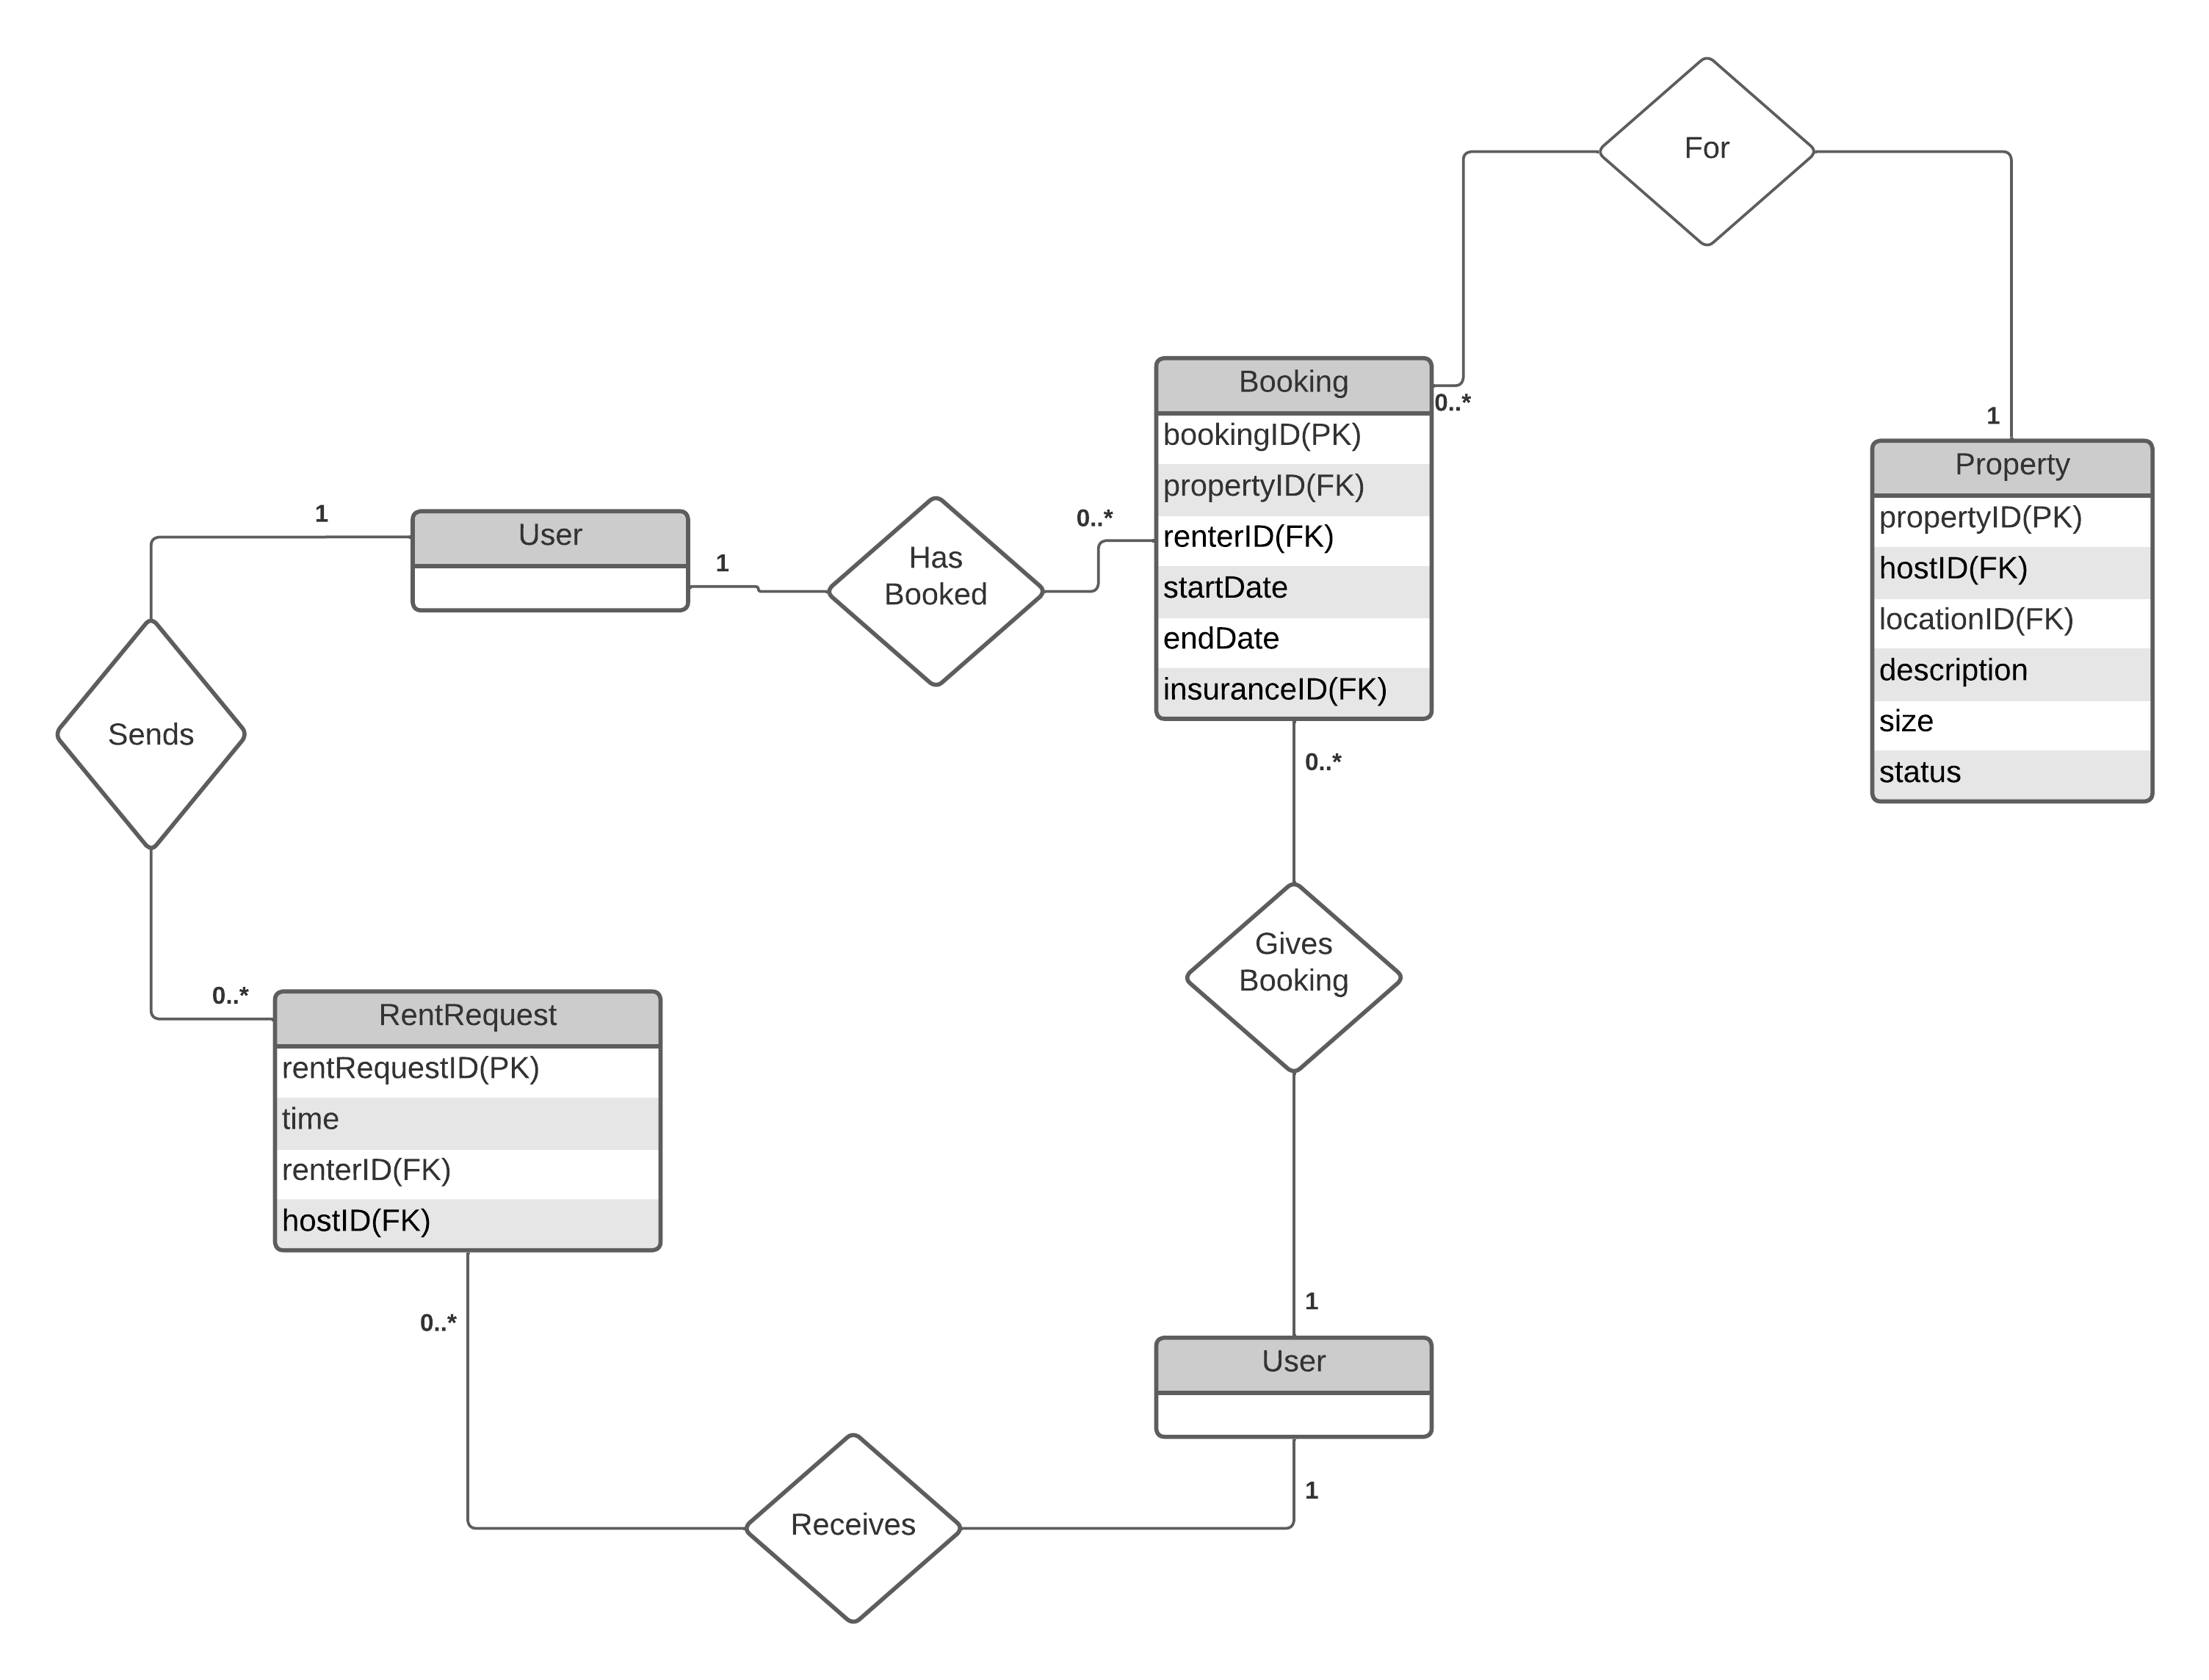 For
Booking
0..*
bookingID(PK)
propertyID(FK)
renterID(FK)
startDate
endDate
insuranceID(FK)
1
Property
propertyID(PK)
hostID(FK)
locationID(FK)
description
size
status
1
User
1
Has
Booked
0..*
Sends
0..*
0..*
RentRequest
rentRequestID(PK)
time
renterID(FK)
hostID(FK)
Gives
Booking
0..*
1
User
1
Receives